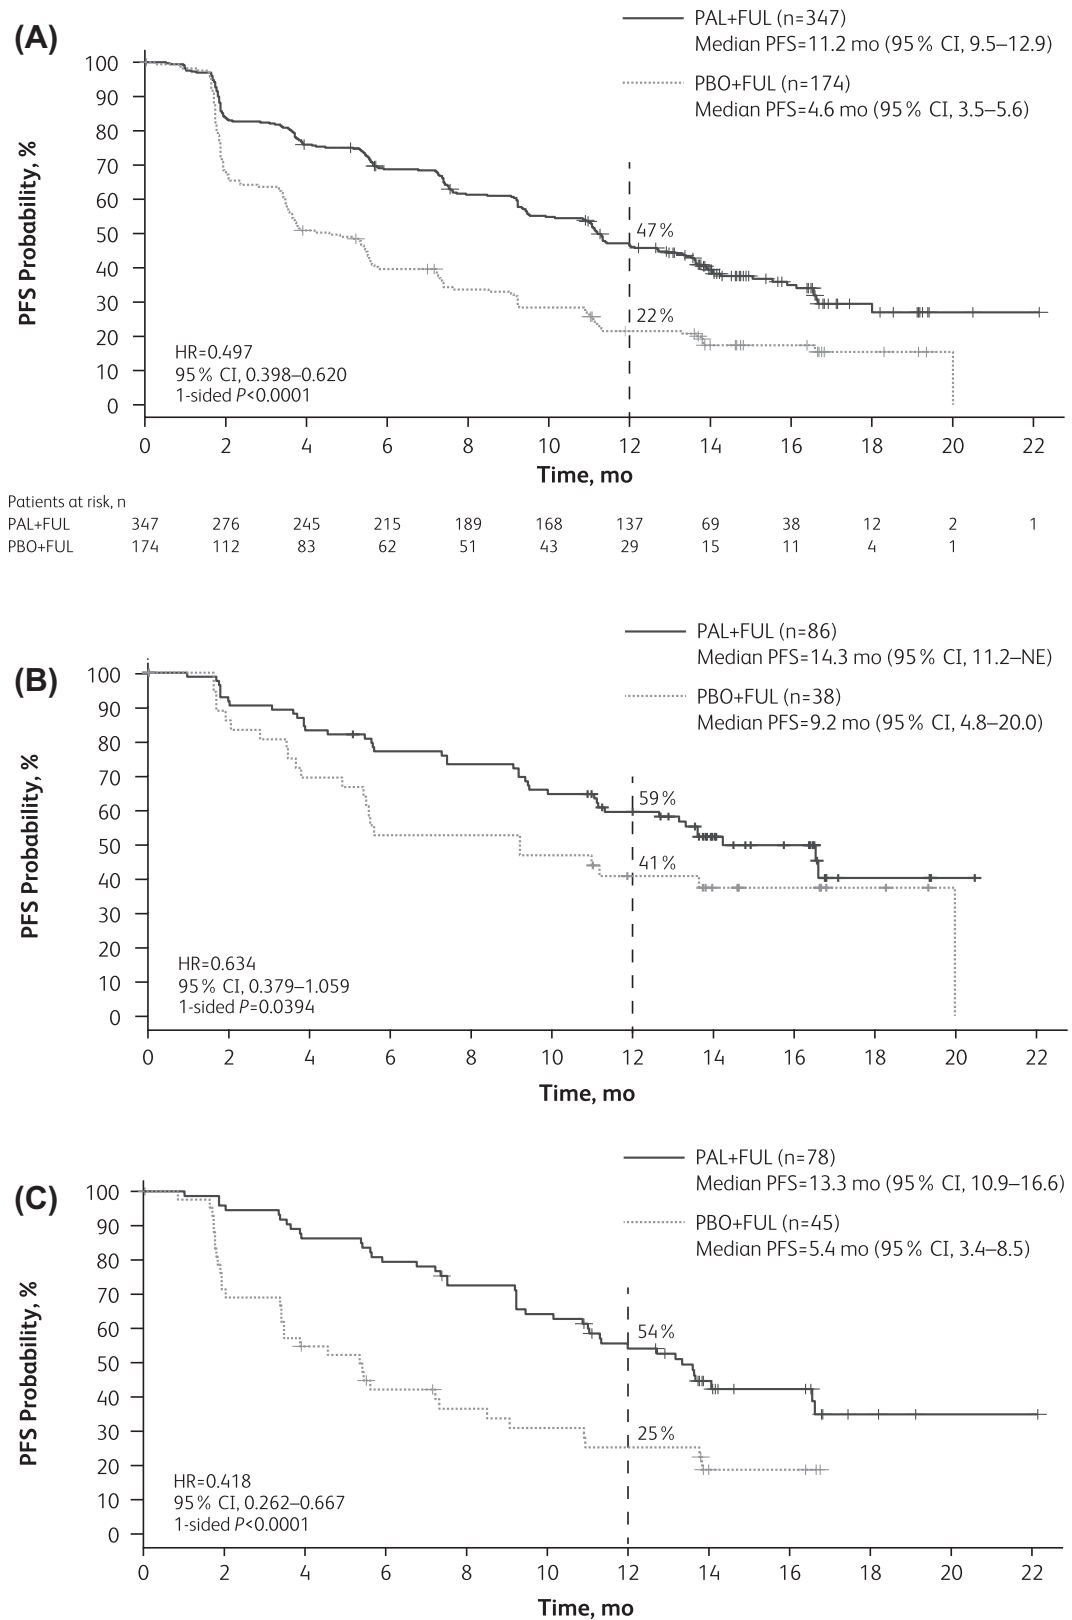 (A)
PAL+FUL (n=347)
Median PFS=11.2 mo (95% CI, 9.5–12.9)
PBO+FUL (n=174)
Median PFS=4.6 mo (95% CI, 3.5–5.6)
PFS Probability, %
100
90
80
70
60
50
40
30
20
10
0
47%
22%
HR=0.497
95% CI, 0.398–0.620
1-sided P<0.0001
0 2 4 6 8 10 12 14 16 18 20 22
Time, mo
Patients at risk, n
PAL+FUL 347 276 245 215 189 168 137 69 38 12 2 1
PBO+FUL 174 112 83 62 51 43 29 15 11 4 1
(B)
PAL+FUL (n=86)
Median PFS=14.3 mo (95% CI, 11.2–NE)
PBO+FUL (n=38)
Median PFS=9.2 mo (95% CI, 4.8–20.0)
PFS Probability, %
100
90
80
70
60
50
40
30
20
10
0
59%
41%
HR=0.634
95% CI, 0.379–1.059
1-sided P=0.0394
0 2 4 6 8 10 12 14 16 18 20 22
Time, mo
(C)
PAL+FUL (n=78)
Median PFS=13.3 mo (95% CI, 10.9–16.6)
PBO+FUL (n=45)
Median PFS=5.4 mo (95% CI, 3.4–8.5)
PFS Probability, %
100
90
80
70
60
50
40
30
20
10
0
54%
25%
HR=0.418
95% CI, 0.262–0.667
1-sided P<0.0001
0 2 4 6 8 10 12 14 16 18 20 22
Time, mo